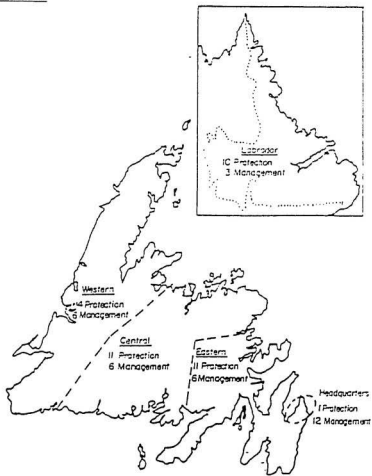 Labrador
10 Protection
3 Management
Western
14 Protection
6 Management
Central
11 Protection
6 Management
Eastern
11 Protection
6 Management
Headquarters
1 Protection
12 Management